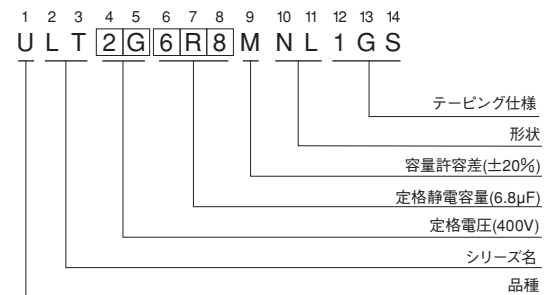 1 2 3 4 5 6 7 8 9 10 11 12 13 14
U L T 2 G 6 R 8 M N L 1 G S
テーピング仕様
形状
容量許容差(±20%)
定格静電容量(6.8µF)
定格電圧(400V)
シリーズ名
品種